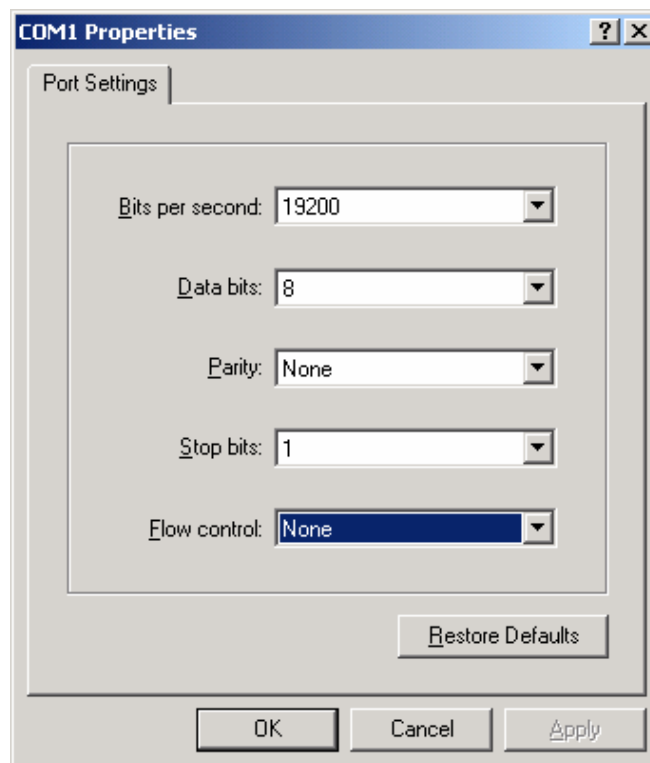 COM1 Properties
Port Settings
Bits per second: 19200
Data bits: 8
Parity: None
Stop bits: 1
Flow control: None
Restore Defaults
OK Cancel Apply